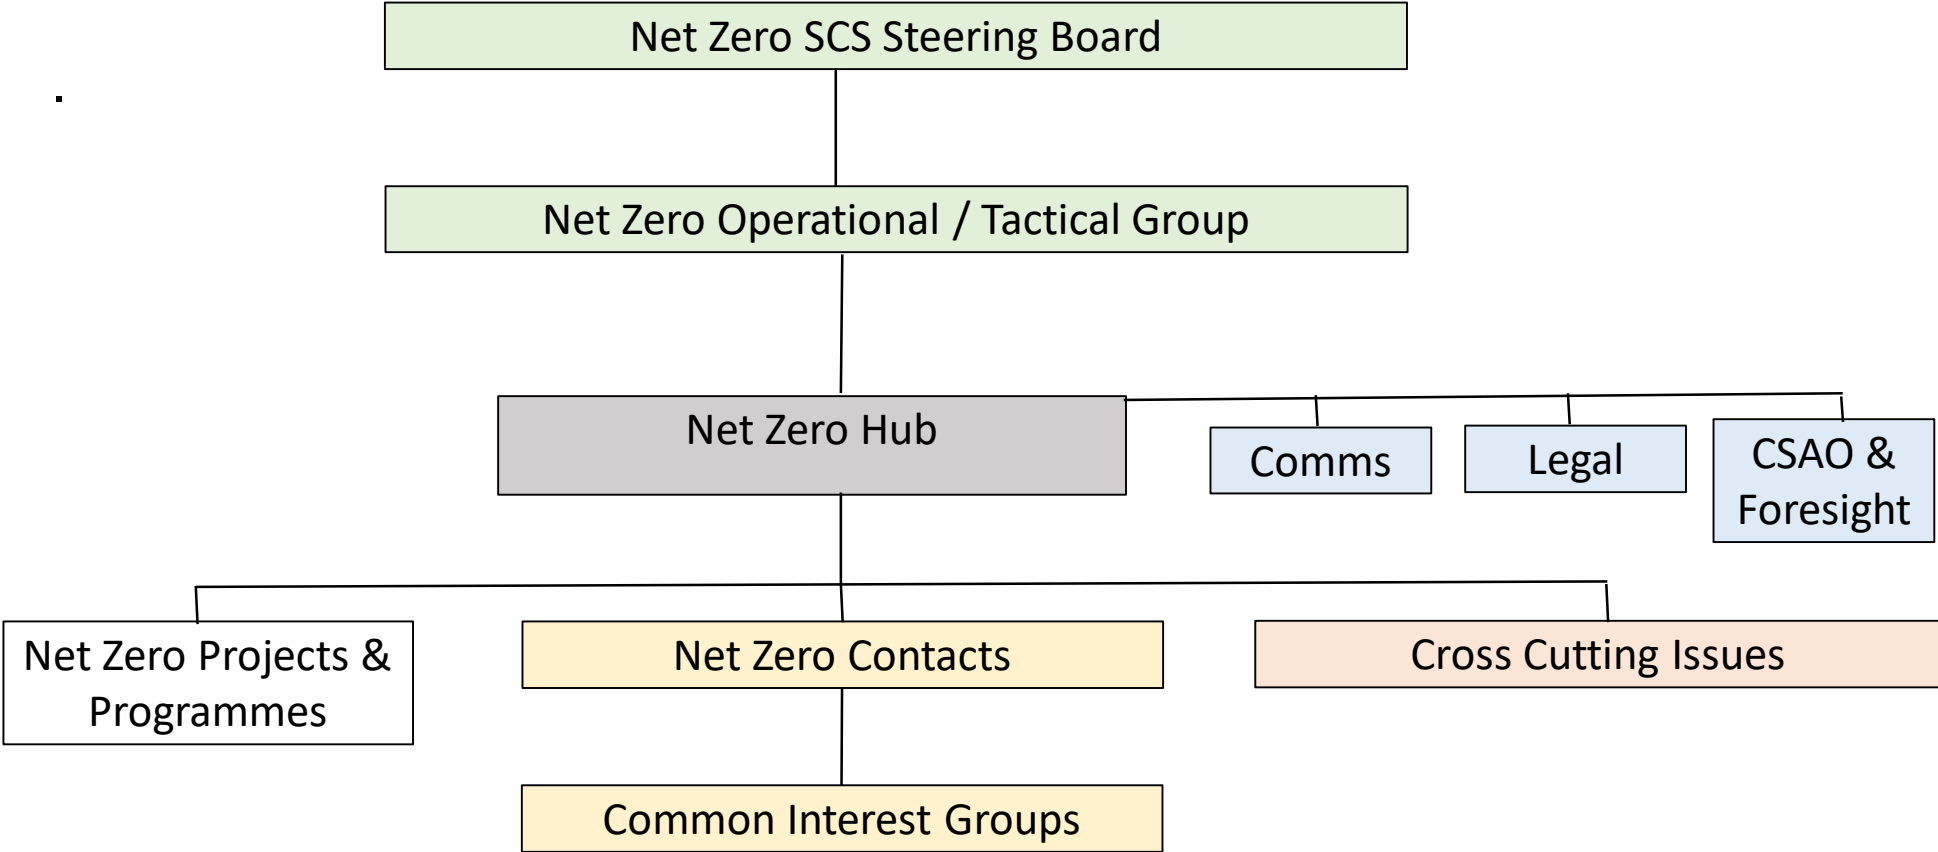 Net Zero SCS Steering Board
.
Net Zero Operational / Tactical Group
Net Zero Hub
Comms
Legal
CSAO &
Foresight
Net Zero Projects &
Programmes
Net Zero Contacts
Cross Cutting Issues
Common Interest Groups